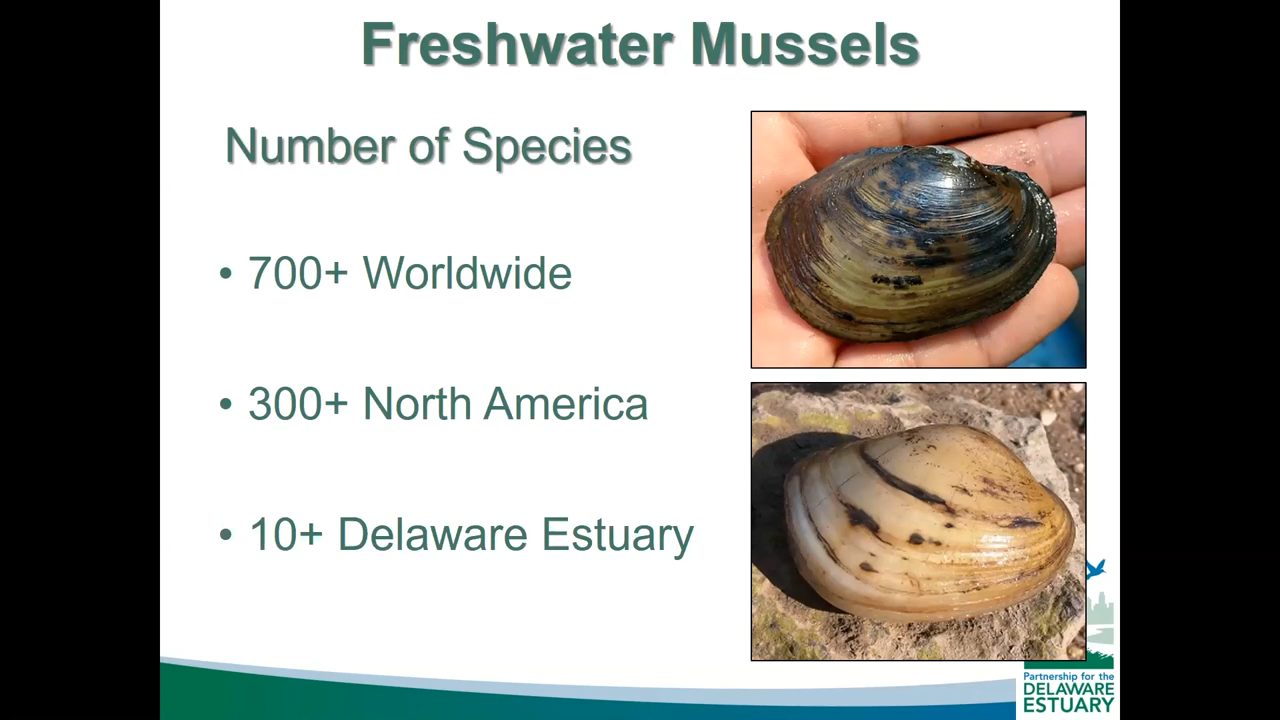 Freshwater Mussels
Number of Species
• 700+ Worldwide
• 300+ North America
• 10+ Delaware Estuary
Partnership for the
DELAWARE
ESTUARY